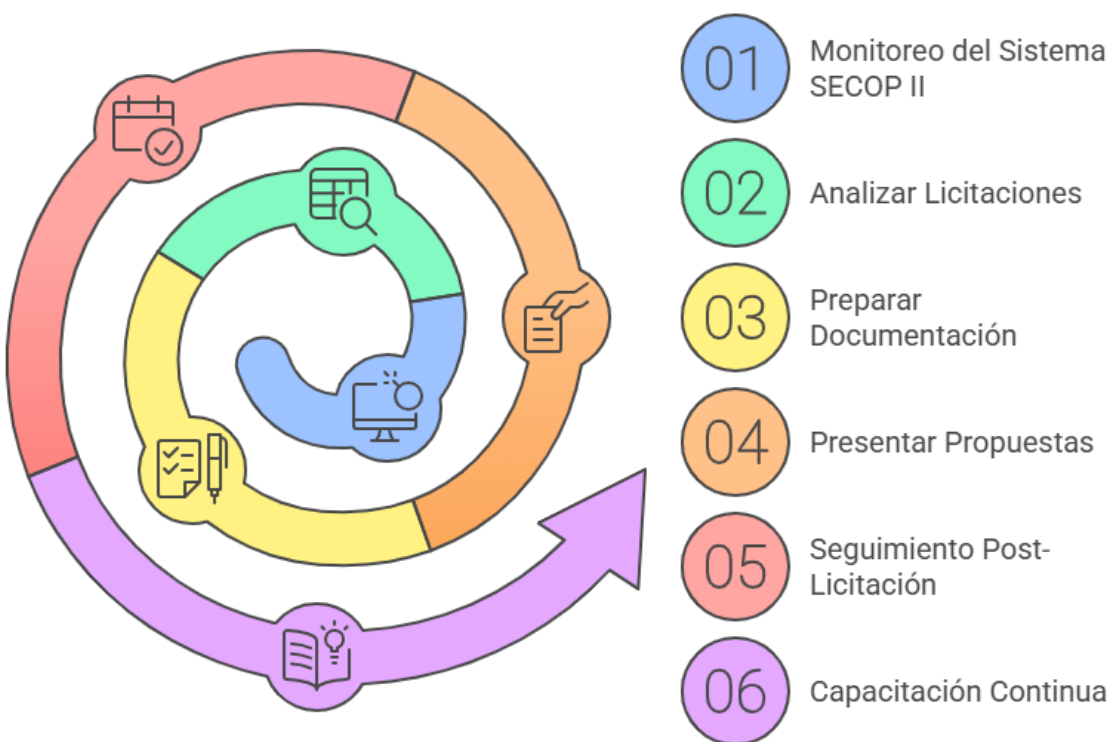 01
Monitoreo del Sistema
SECOP II
02
Analizar Licitaciones
03
Preparar
Documentación
04
Presentar Propuestas
05
Seguimiento Post-
Licitación
06
Capacitación Continua